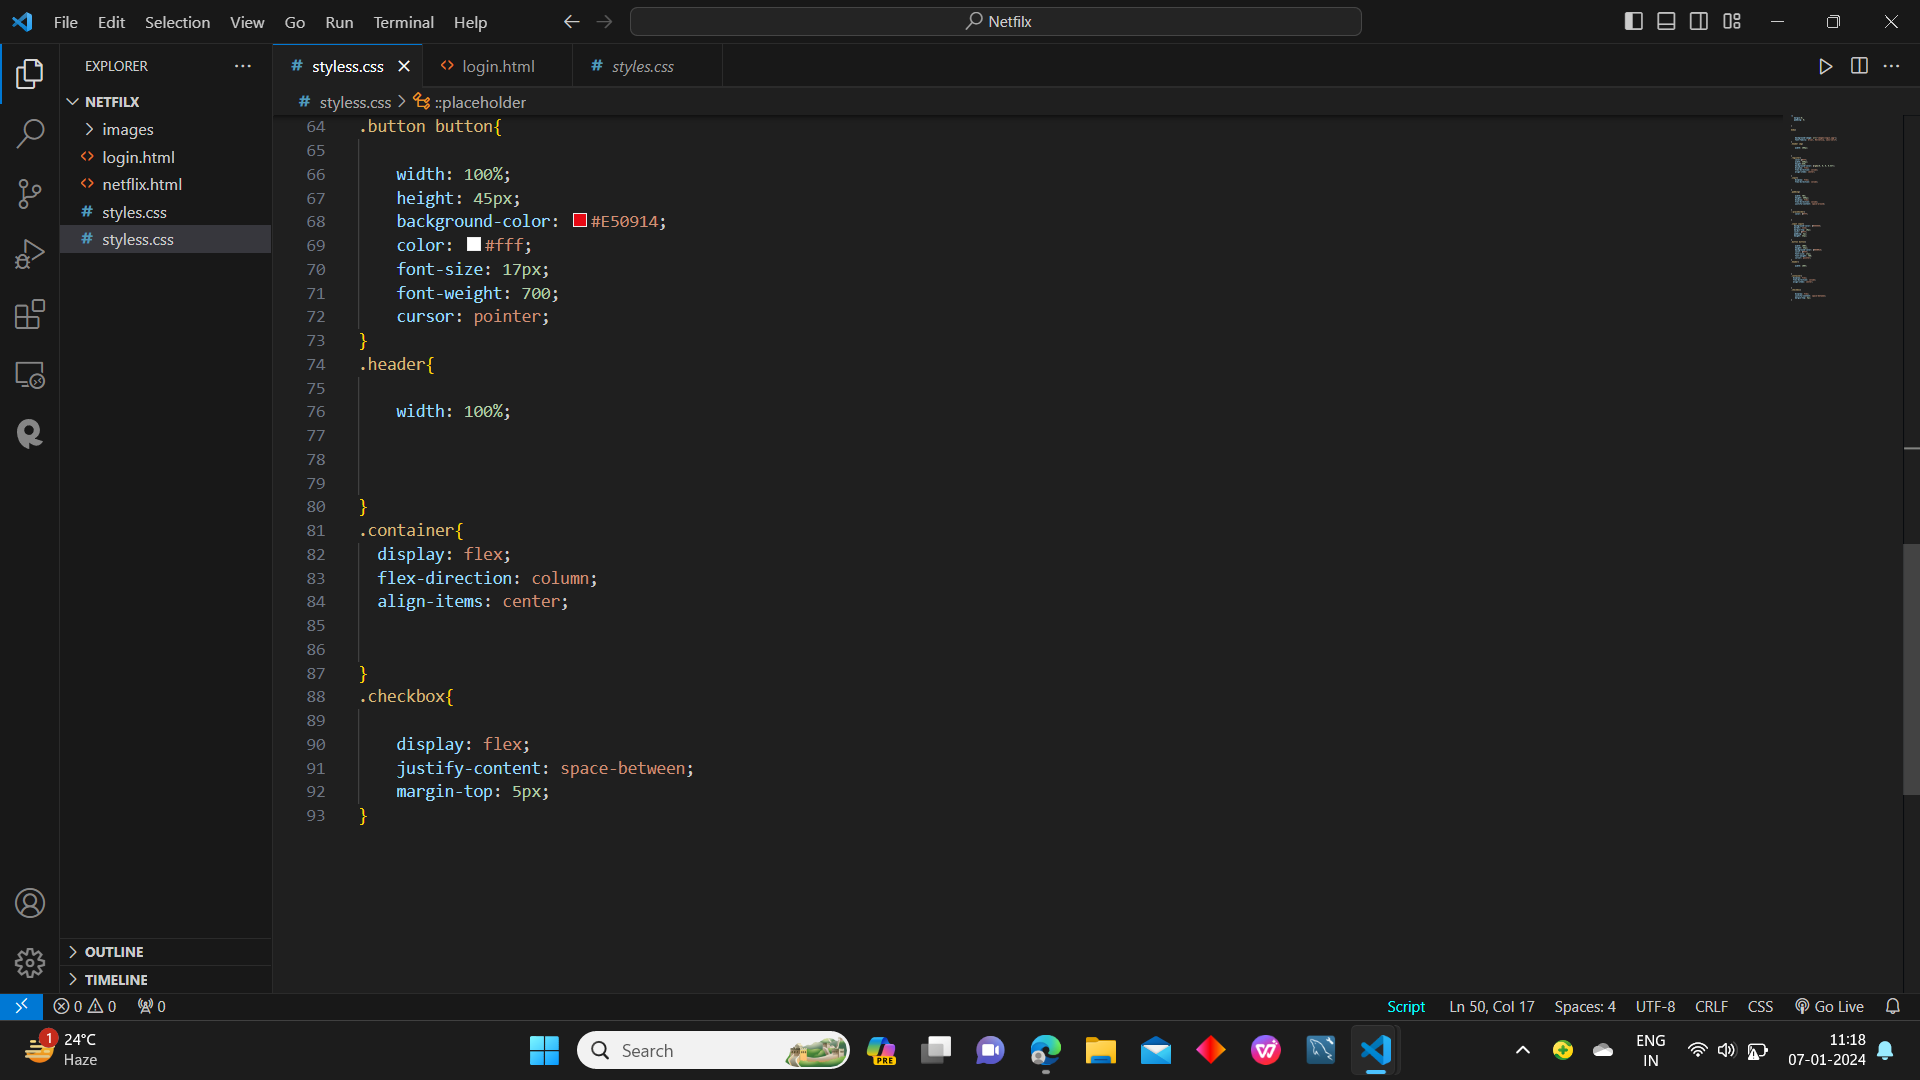 File Edit Selection View Go Run Terminal Help
Netfilx
EXPLORER
# styless.css
<> login.html
# styles.css
NETFILX
# styless.css > ::placeholder
images
<> login.html
<> netflix.html
# styles.css
# styless.css
64 .button button{
65
66 width: 100%;
67 height: 45px;
68 background-color: #E50914;
69 color: #fff;
70 font-size: 17px;
71 font-weight: 700;
72 cursor: pointer;
73 }
74 .header{
75
76 width: 100%;
77
78
79
80 }
81 .container{
82 display: flex;
83 flex-direction: column;
84 align-items: center;
85
86
87 }
88 .checkbox{
89
90 display: flex;
91 justify-content: space-between;
92 margin-top: 5px;
93 }
OUTLINE
TIMELINE
0 0 0
Script Ln 50, Col 17 Spaces: 4 UTF-8 CRLF CSS Go Live
1
24°C
Haze
Search
PRE
ENG
IN
11:18
07-01-2024